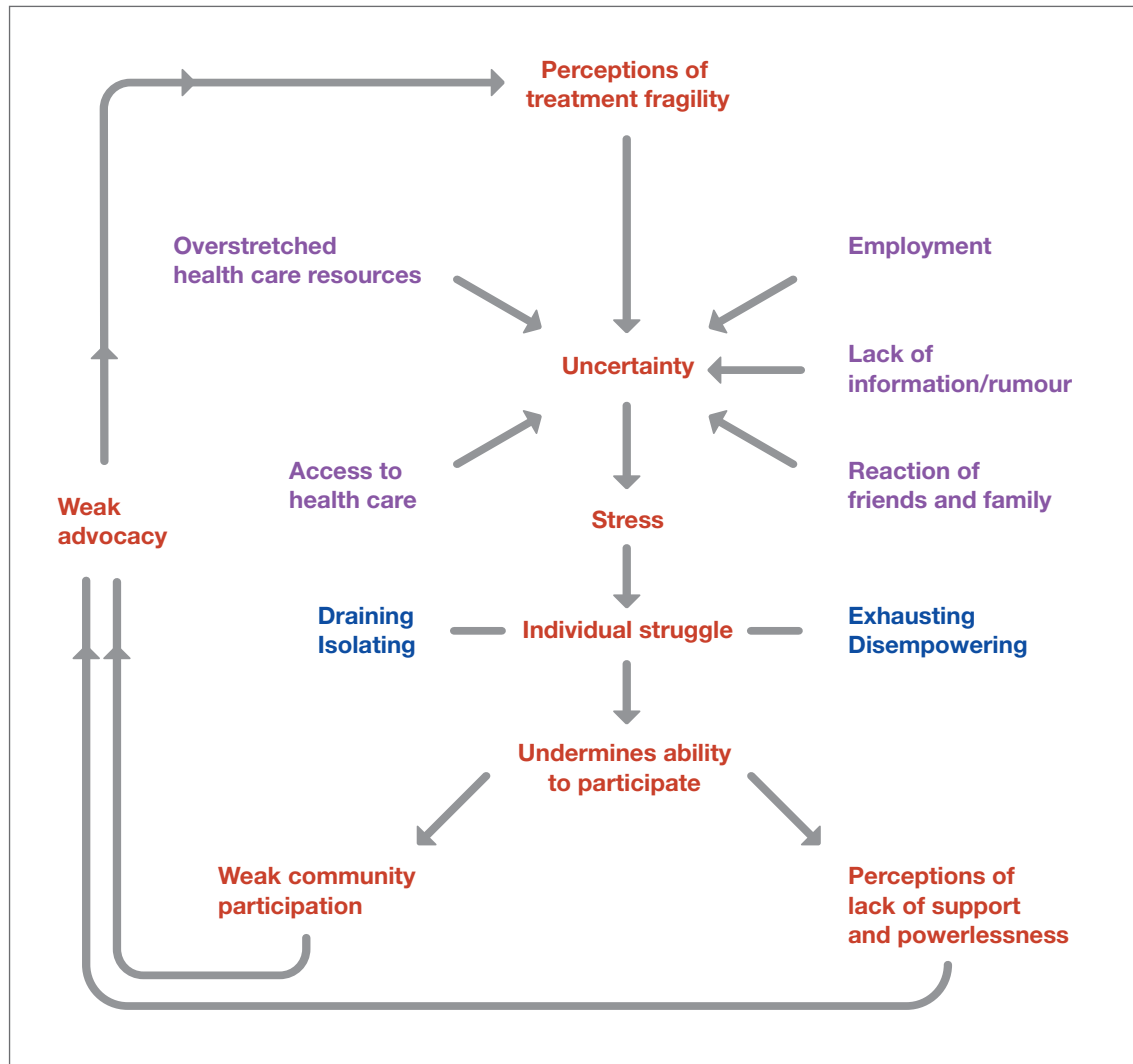 Perceptions of
treatment fragility
Overstretched
health care resources
Employment
Uncertainty
Lack of
information/rumour
Access to
health care
Reaction of
friends and family
Weak
advocacy
Stress
Draining
Isolating
Individual struggle
Exhausting
Disempowering
Undermines ability
to participate
Weak community
participation
Perceptions of
lack of support
and powerlessness